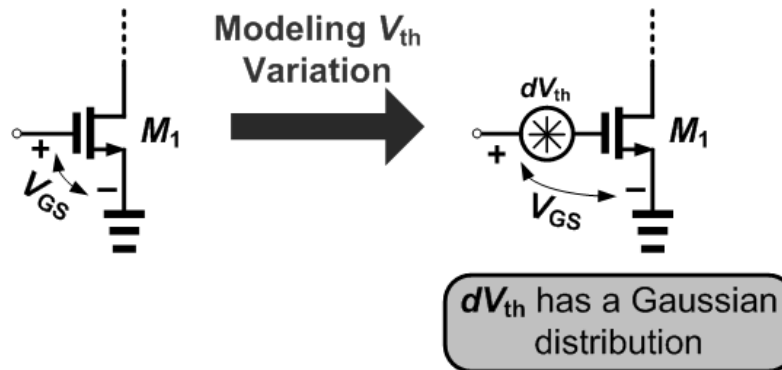 Modeling Vth
Variation
M1
+
−
VGS
dVth
M1
+
−
VGS
dVth has a Gaussian
distribution